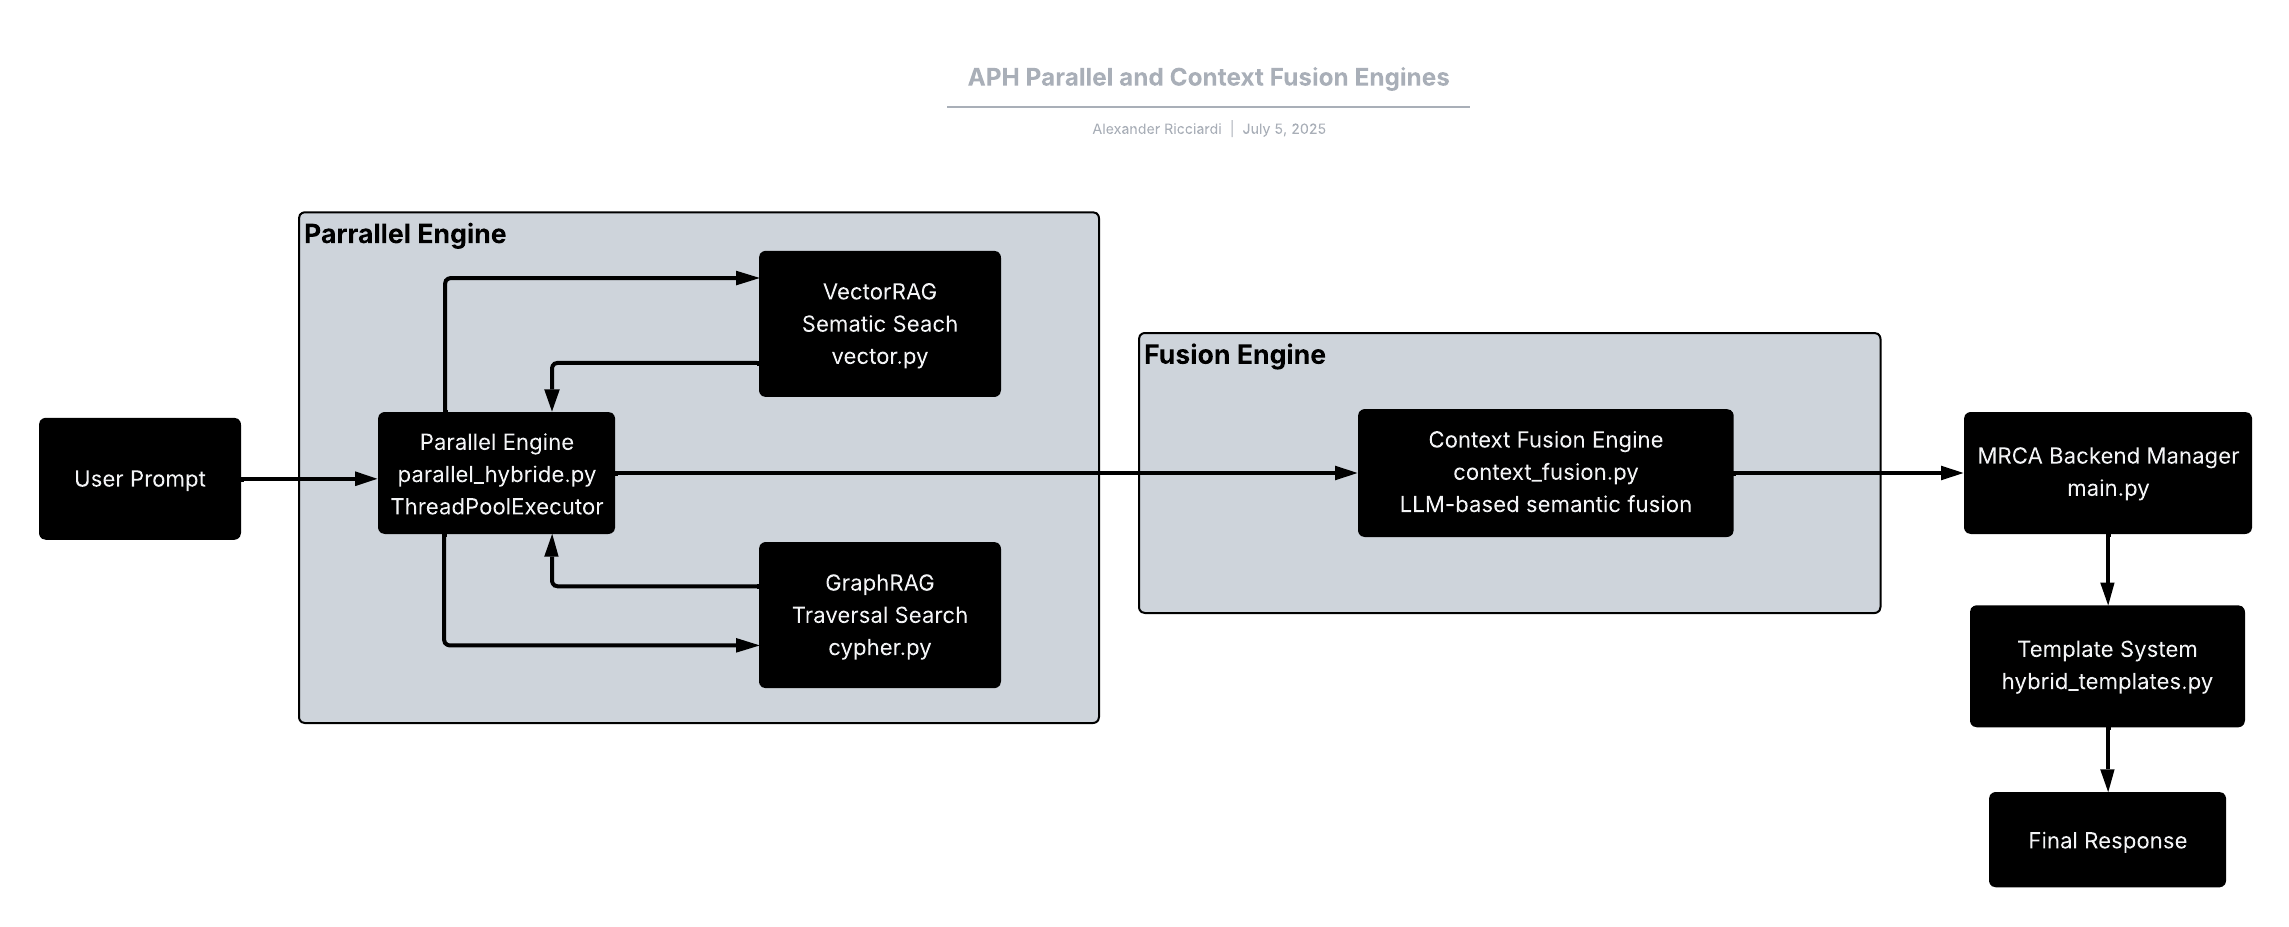 APH Parallel and Context Fusion Engines
Alexander Ricciardi | July 5, 2025
Parrallel Engine
VectorRAG
Sematic Seach
vector.py
Fusion Engine
User Prompt
Parallel Engine
parallel_hybride.py
ThreadPoolExecutor
Context Fusion Engine
context_fusion.py
LLM-based semantic fusion
MRCA Backend Manager
main.py
GraphRAG
Traversal Search
cypher.py
Template System
hybrid_templates.py
Final Response